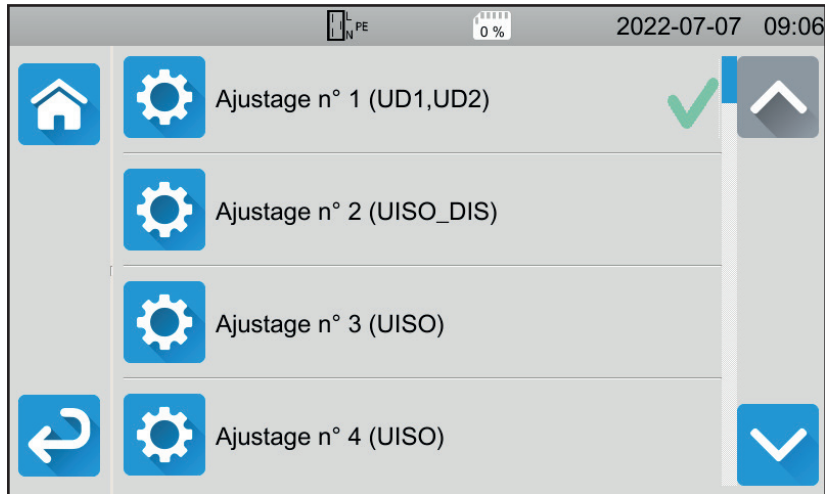 L
N PE
0 %
2022-07-07 09:06
Ajustage n° 1 (UD1,UD2)
Ajustage n° 2 (UISO_DIS)
Ajustage n° 3 (UISO)
Ajustage n° 4 (UISO)